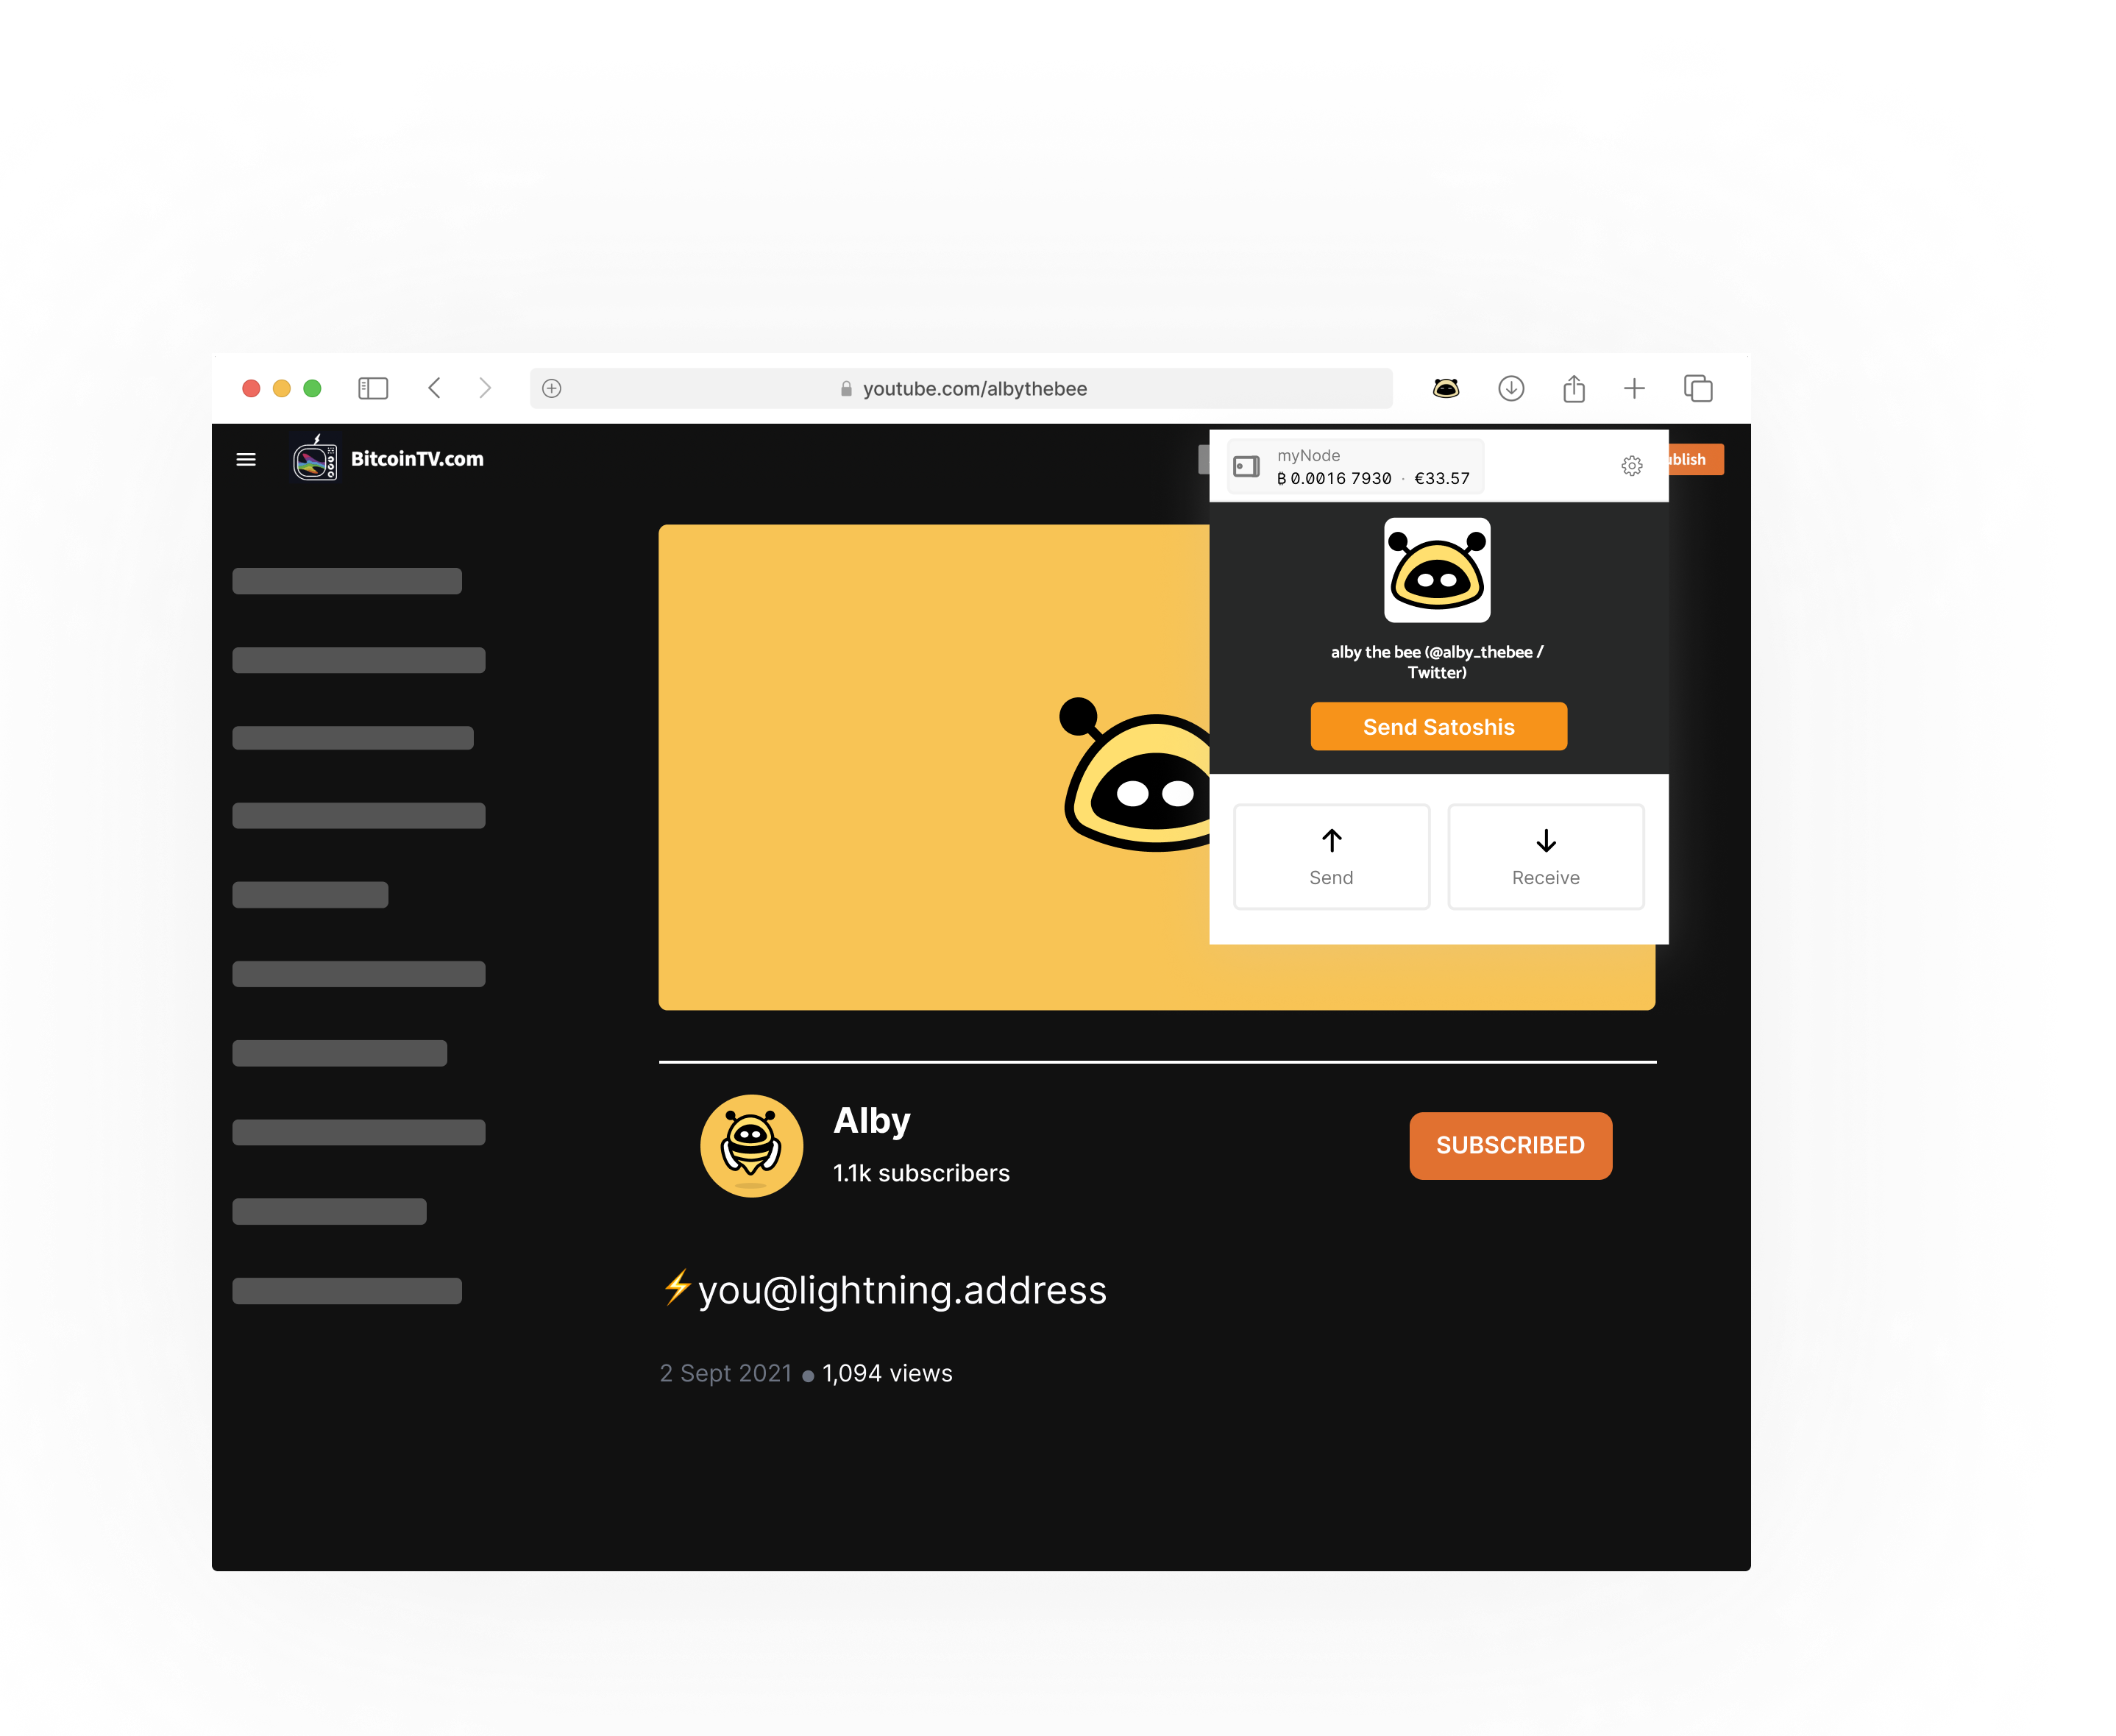 youtube.com/albythebee
BitcoinTV.com
myNode
₿ 0.0016 7930 · €33.57
blish
alby the bee (@alby_thebee /
Twitter)
Send Satoshis
Send
Receive
Alby
1.1k subscribers
SUBSCRIBED
⚡you@lightning.address
2 Sept 2021 ● 1,094 views